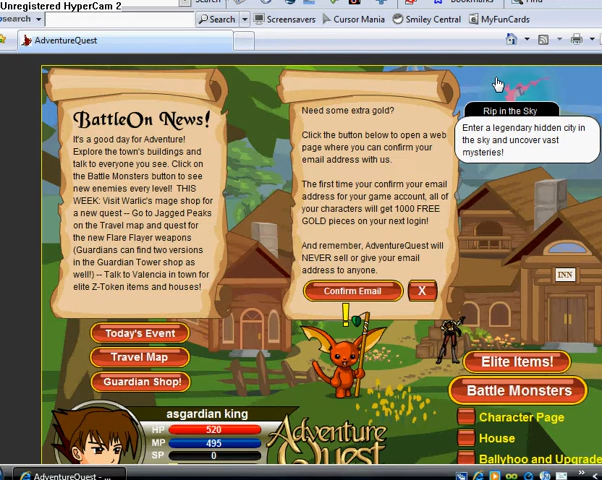 Unregistered HyperCam 2
search
Search
Screensavers
Cursor Mania
Smiley Central
MyFunCards
AdventureQuest
BattleOn News!
It's a good day for Adventure!
Explore the town's buildings and
talk to everyone you see. Click on
the Battle Monsters button to see
new enemies every level! THIS
WEEK: Visit Warlic's mage shop for
a new quest -- Go to Jagged Peaks
on the Travel map and quest for
the new Flare Flayer weapons
(Guardians can find two versions
in the Guardian Tower shop as
well!) -- Talk to Valencia in town for
elite Z-Token items and houses!
Need some extra gold?
Click the button below to open a web
page where you can confirm your
email address with us.
The first time your confirm your email
address for your game account, all of
your characters will get 1000 FREE
GOLD pieces on your next login!
And remember, AdventureQuest will
NEVER sell or give your email
address to anyone.
Confirm Email
X
Rip in the Sky
Enter a legendary hidden city in
the sky and uncover vast
mysteries!
INN
!
Today's Event
Travel Map
Guardian Shop!
Elite Items!
Battle Monsters
Character Page
House
Ballyhoo and Upgrade
asgardian king
HP 520
MP 495
SP 0
Adventure
Quest
AdventureQuest - ...